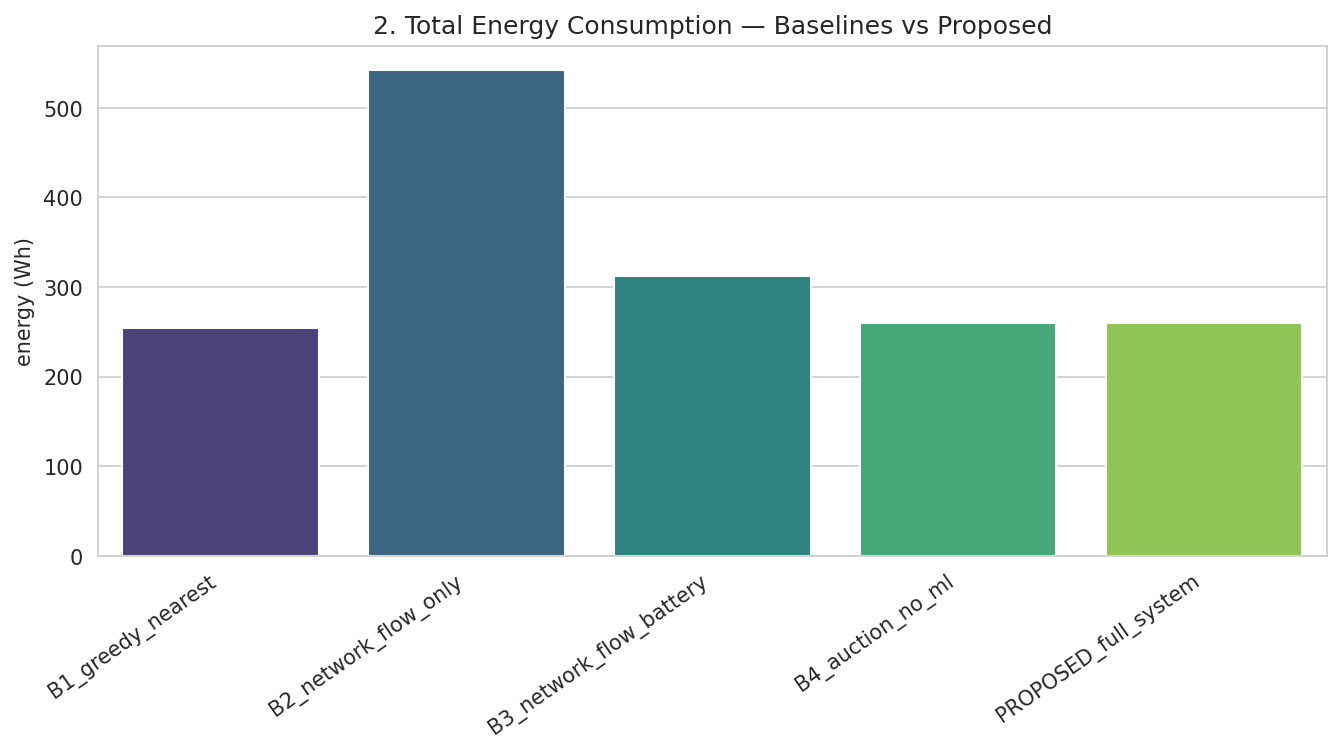 2. Total Energy Consumption — Baselines vs Proposed
energy (Wh)
500
400
300
200
100
0
B1_greedy_nearest
B2_network_flow_only
B3_network_flow_battery
B4_auction_no_ml
PROPOSED_full_system